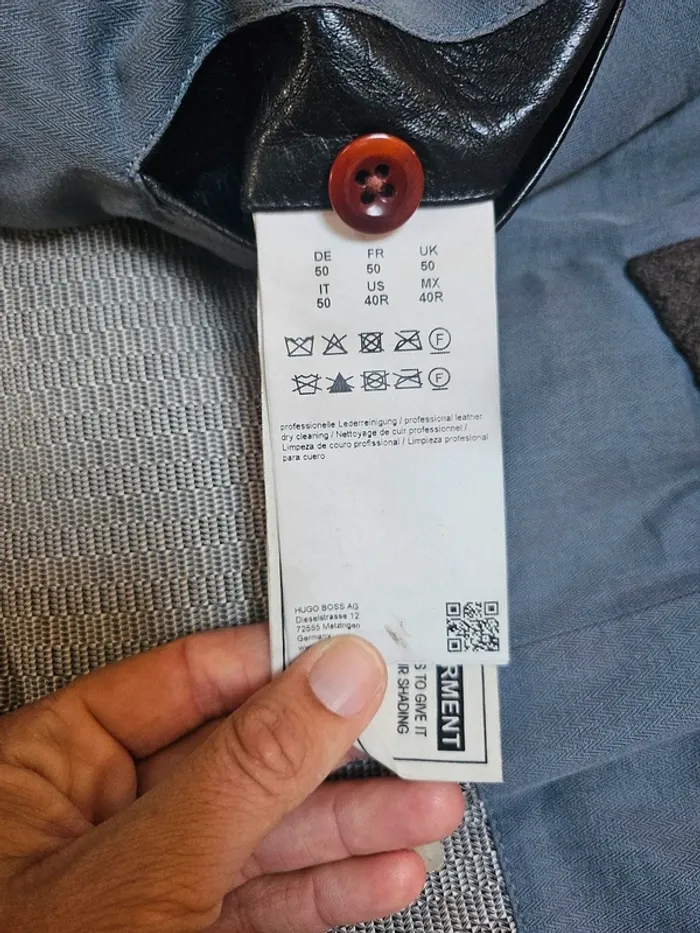 DE FR UK
50 50 50
IT US MX
50 40R 40R
F
F
professionelle Lederreinigung / professional leather
dry cleaning / Nettoyage de cuir professionnel /
Limpeza de couro profissional / Limpieza profesional
para cuero
HUGO BOSS AG
Dieselstrasse 12
72555 Metzingen
Germany
RMENT
S TO GIVE IT
IR SHADING